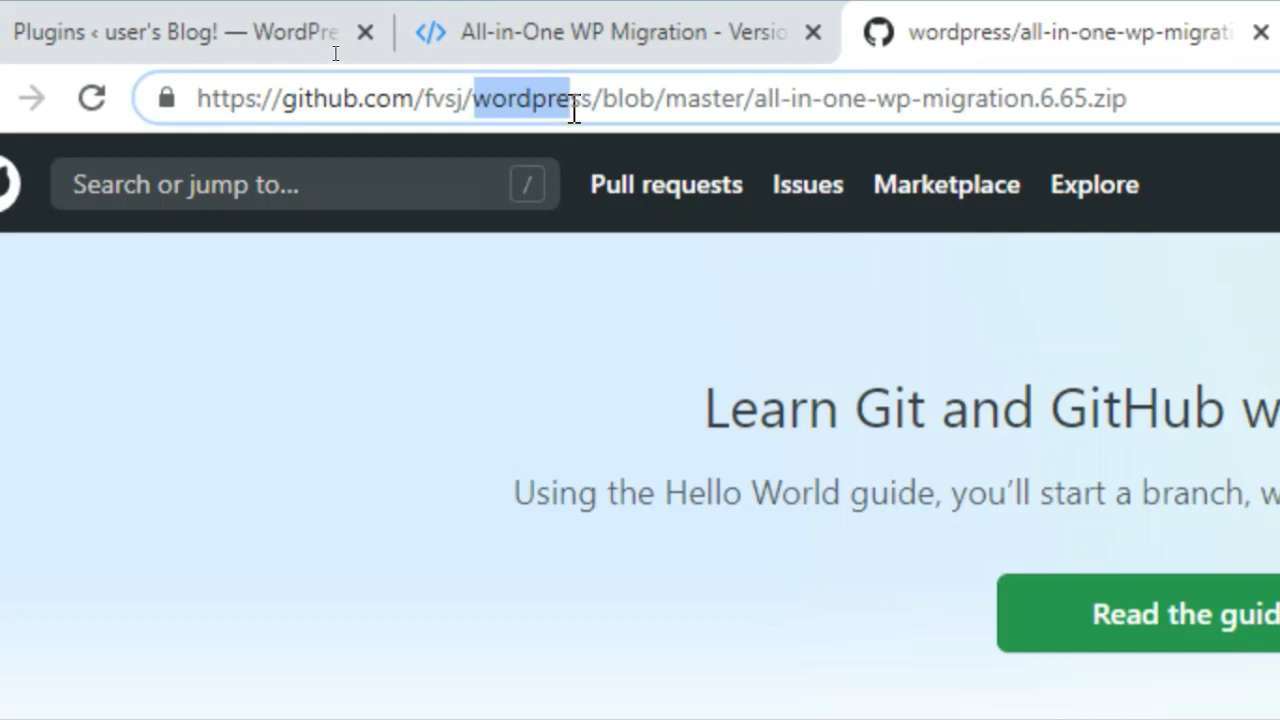 Plugins ‹ user's Blog! — WordPre
All-in-One WP Migration - Versio
wordpress/all-in-one-wp-migrati
https://github.com/fvsj/wordpress/blob/master/all-in-one-wp-migration.6.65.zip
Search or jump to... /
Pull requests Issues Marketplace Explore
Learn Git and GitHub w
Using the Hello World guide, you’ll start a branch, w
Read the guid